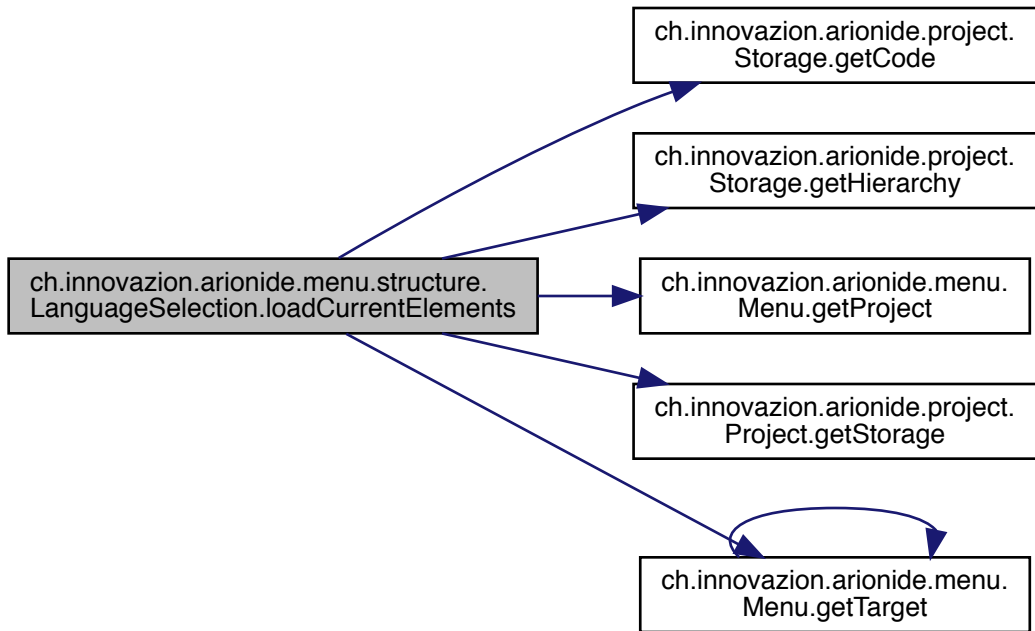 ch.innovazion.arionide.project.
Storage.getCode
ch.innovazion.arionide.project.
Storage.getHierarchy
ch.innovazion.arionide.menu.structure.
LanguageSelection.loadCurrentElements
ch.innovazion.arionide.menu.
Menu.getProject
ch.innovazion.arionide.project.
Project.getStorage
ch.innovazion.arionide.menu.
Menu.getTarget